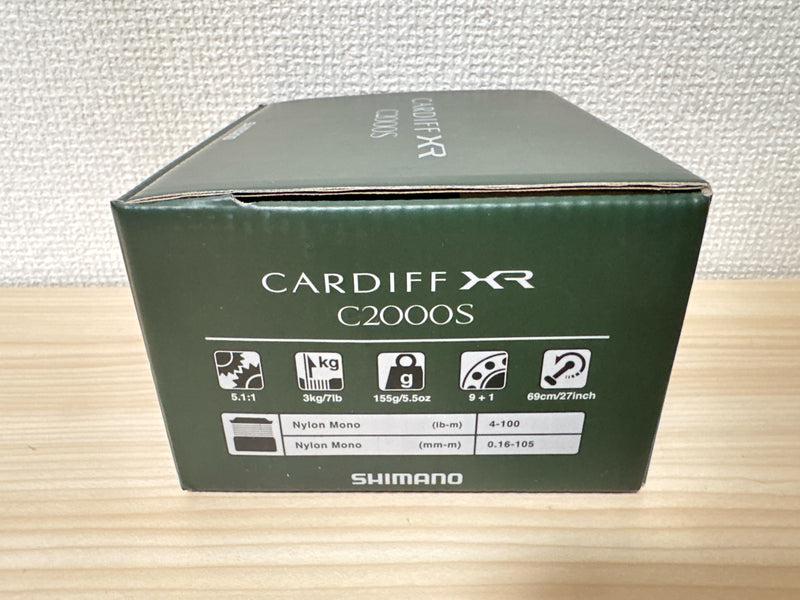 CARDIFF XR
C2000S
SHIMANO
CARDIFF XR
C2000S
kg
g
5.1:1
3kg/7lb
155g/5.5oz
9 + 1
69cm/27inch
Nylon Mono (lb-m) 4-100
Nylon Mono (mm-m) 0.16-105
SHIMANO